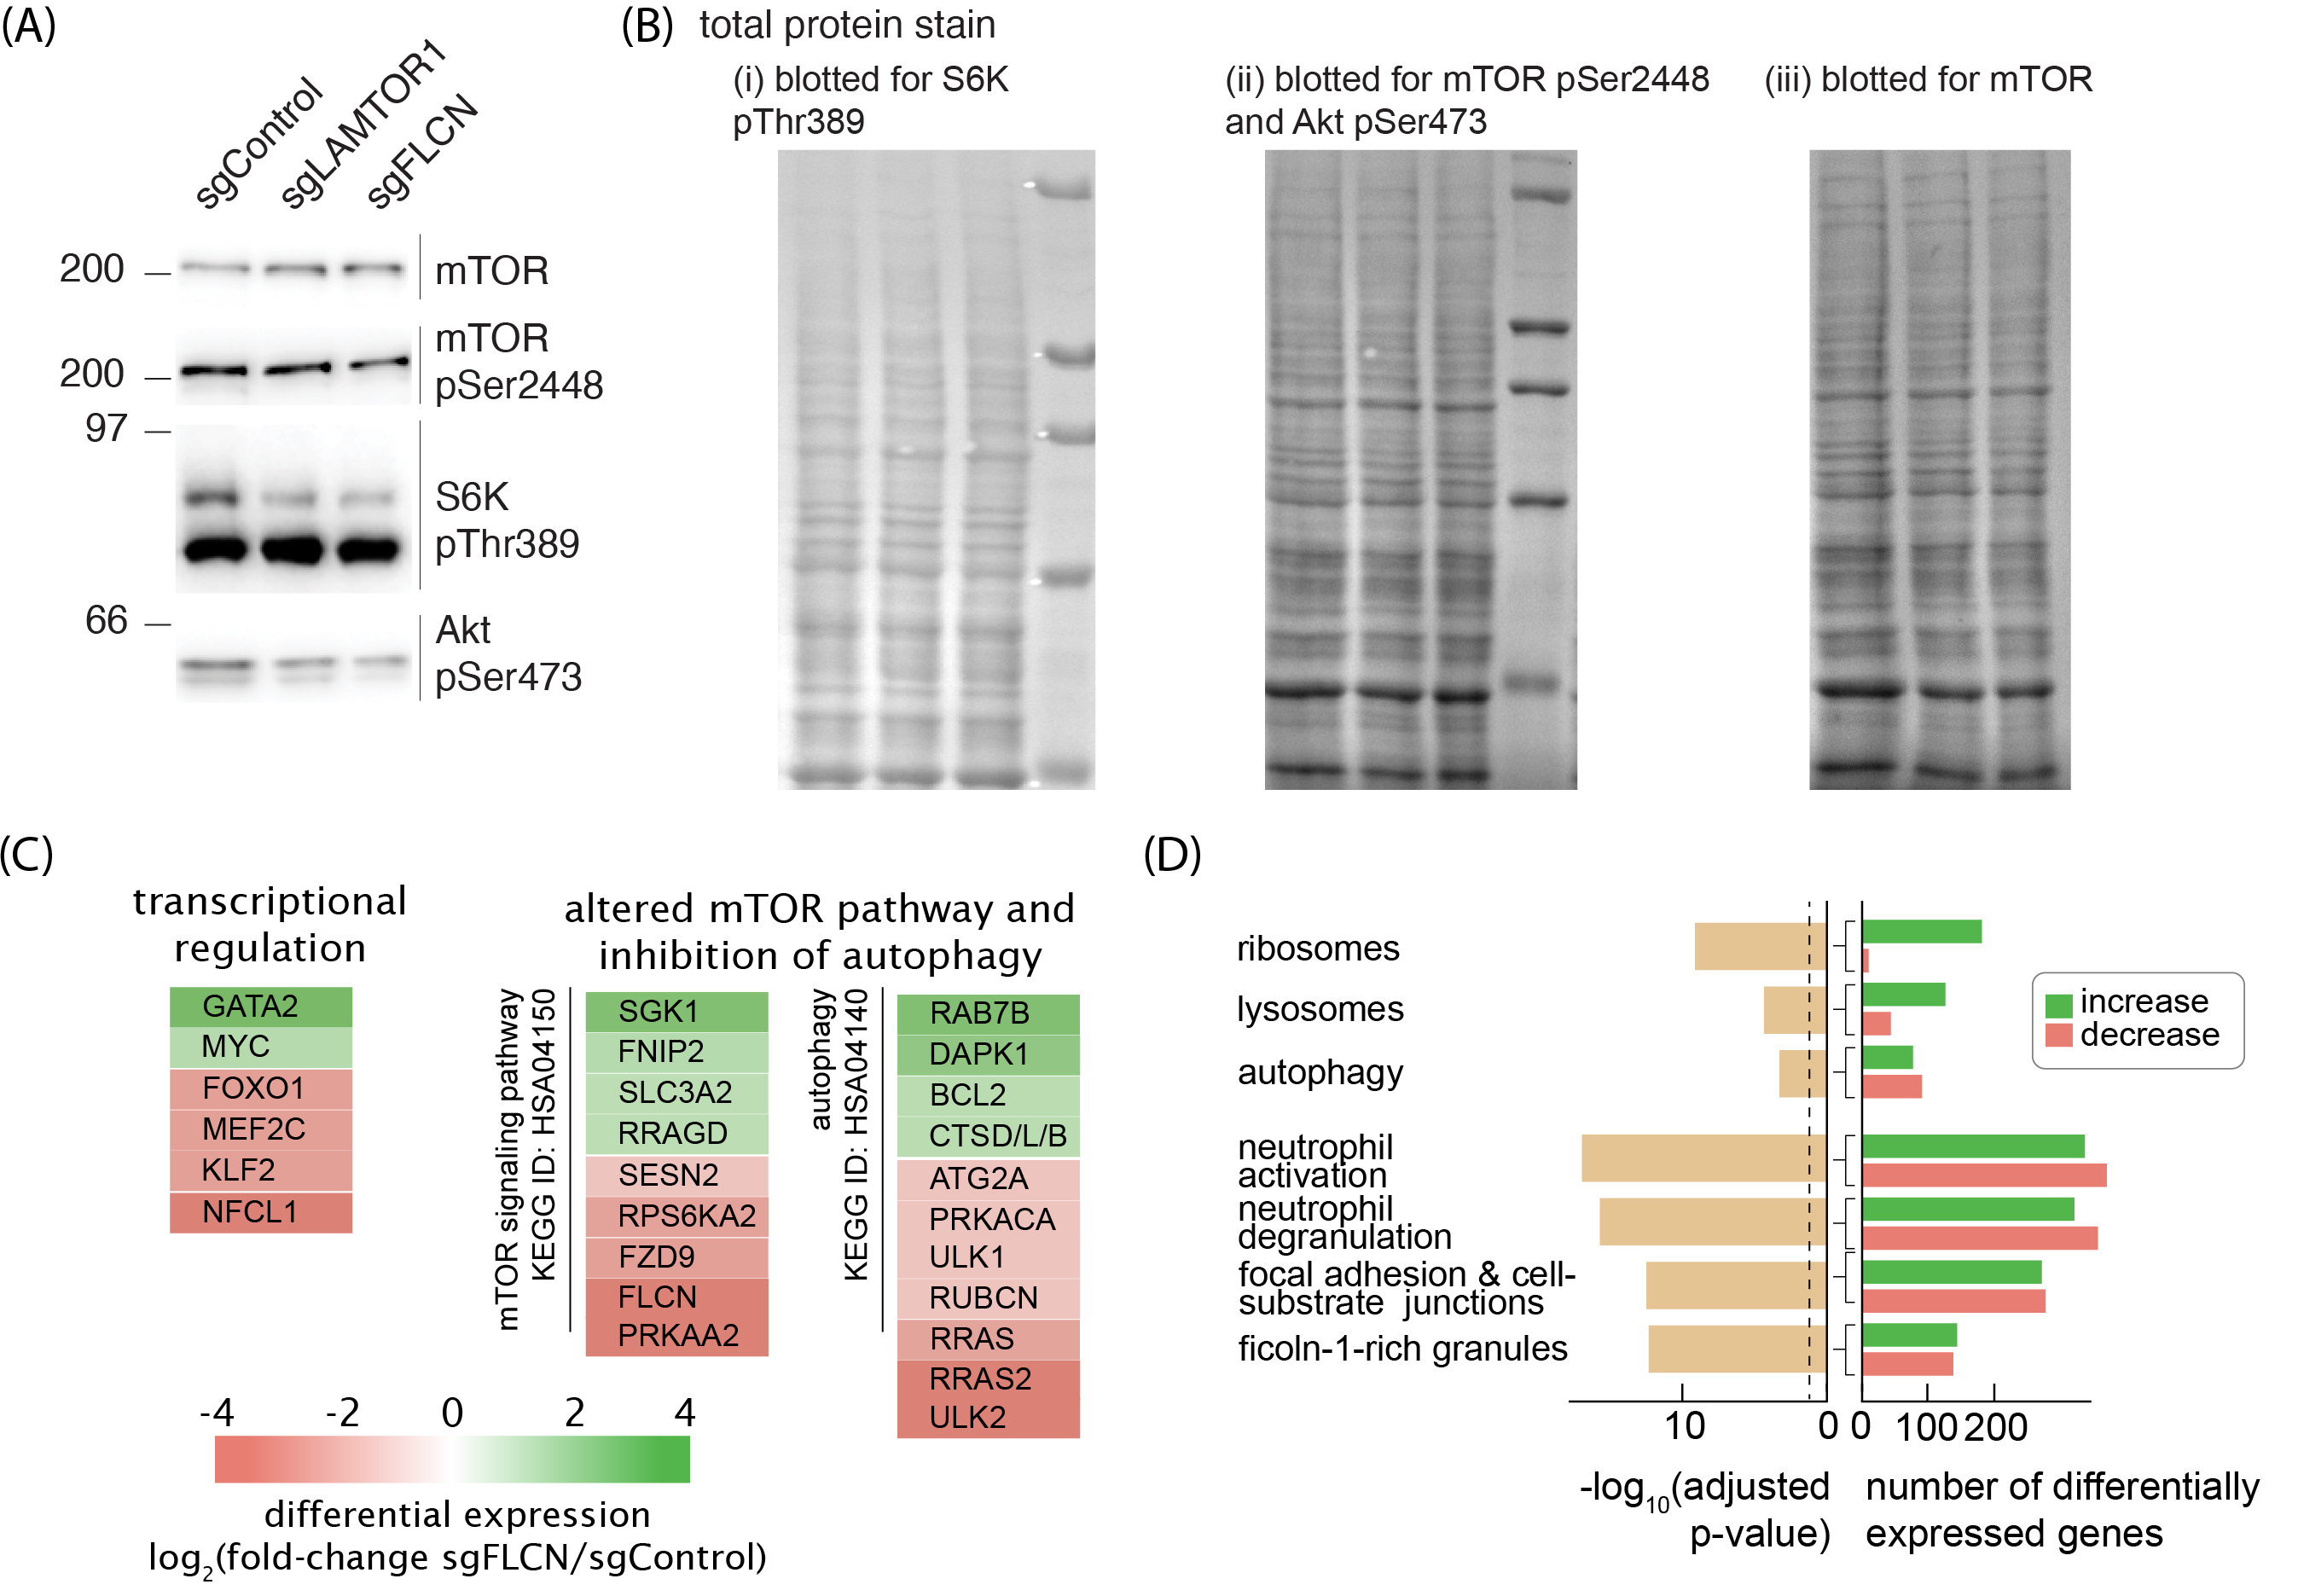 (A)
sgControl
sgLAMTOR1
sgFLCN
200
mTOR
200
mTOR
pSer2448
97
S6K
pThr389
66
Akt
pSer473
(B) total protein stain
(i) blotted for S6K
pThr389
(ii) blotted for mTOR pSer2448
and Akt pSer473
(iii) blotted for mTOR
(C)
transcriptional
regulation
GATA2
MYC
FOXO1
MEF2C
KLF2
NFCL1
altered mTOR pathway and
inhibition of autophagy
mTOR signaling pathway
KEGG ID: HSA04150
SGK1
FNIP2
SLC3A2
RRAGD
SESN2
RPS6KA2
FZD9
FLCN
PRKAA2
autophagy
KEGG ID: HSA04140
RAB7B
DAPK1
BCL2
CTSD/L/B
ATG2A
PRKACA
ULK1
RUBCN
RRAS
RRAS2
ULK2
-4 -2 0 2 4
differential expression
log2(fold-change sgFLCN/sgControl)
(D)
ribosomes
lysosomes
autophagy
neutrophil
activation
neutrophil
degranulation
focal adhesion & cell-
substrate junctions
ficoln-1-rich granules
increase
decrease
10 0 0 100 200
-log10(adjusted
p-value)
number of differentially
expressed genes